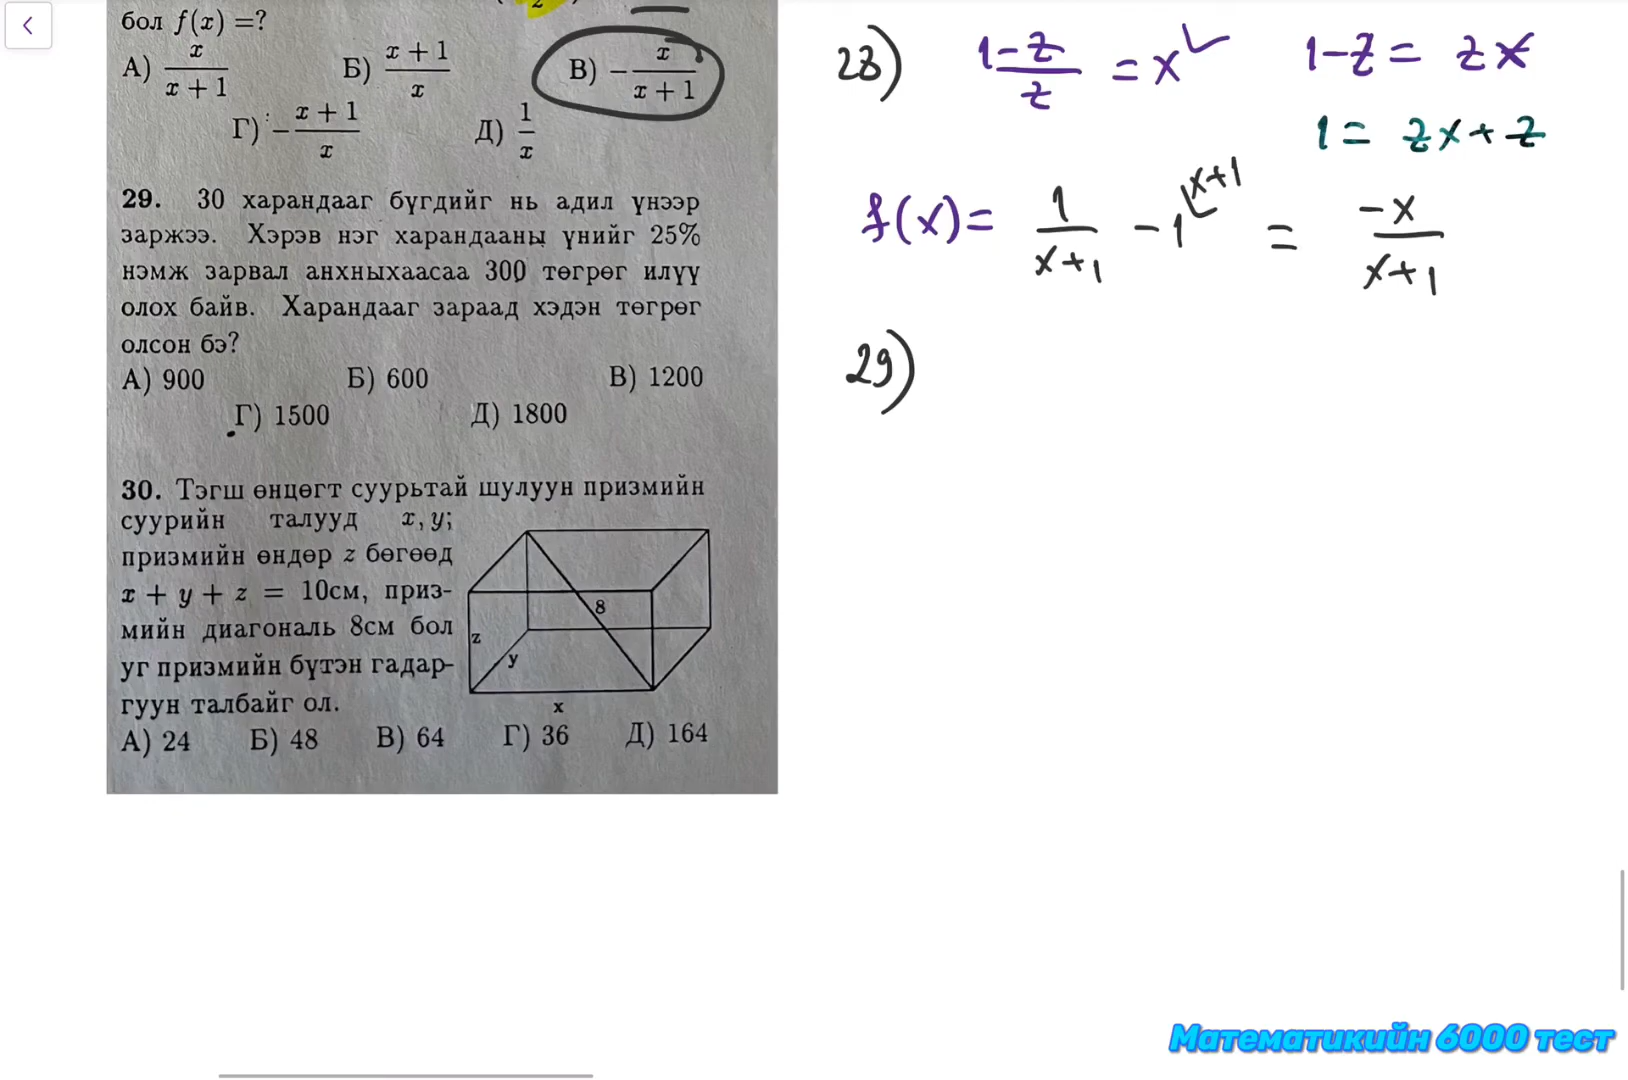 бол f(x) =?
А) x/(x + 1) Б) (x + 1)/x В) −x/(x + 1)
Г) −(x + 1)/x Д) 1/x
29. 30 харандааг бүгдийг нь адил үнээр
заржээ. Хэрэв нэг харандааны үнийг 25%
нэмж зарвал анхныхаасаа 300 төгрөг илүү
олох байв. Харандааг зараад хэдэн төгрөг
олсон бэ?
А) 900 Б) 600 В) 1200
Г) 1500 Д) 1800
30. Тэгш өнцөгт суурьтай шулуун призмийн
суурийн талууд x, y;
призмийн өндөр z бөгөөд
x + y + z = 10см, приз-
мийн диагональ 8см бол
уг призмийн бүтэн гадар-
гуун талбайг ол.
8
z
y
x
А) 24 Б) 48 В) 64 Г) 36 Д) 164
28) (1-z)/z = x 1-z = zx
1 = zx + z
f(x) = 1/(x+1) - 1 x+1 = -x/(x+1)
29)
Математикийн 6000 тест